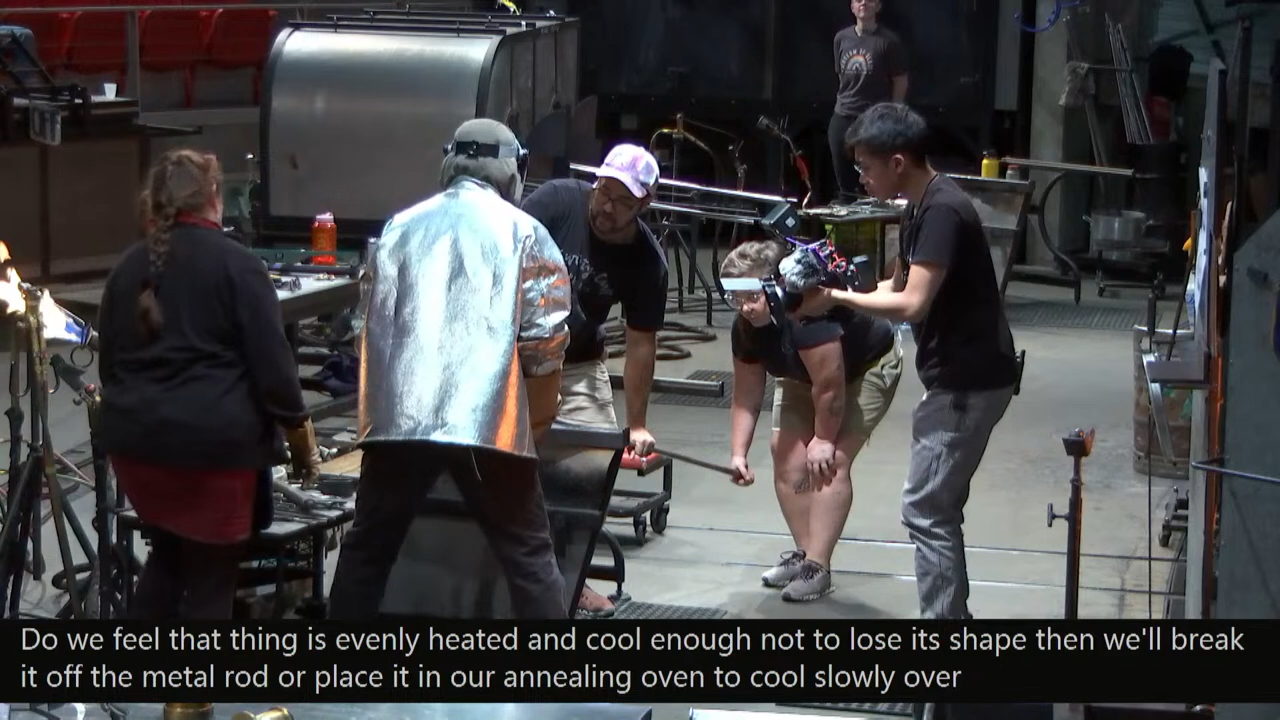 Do we feel that thing is evenly heated and cool enough not to lose its shape then we'll break
it off the metal rod or place it in our annealing oven to cool slowly over